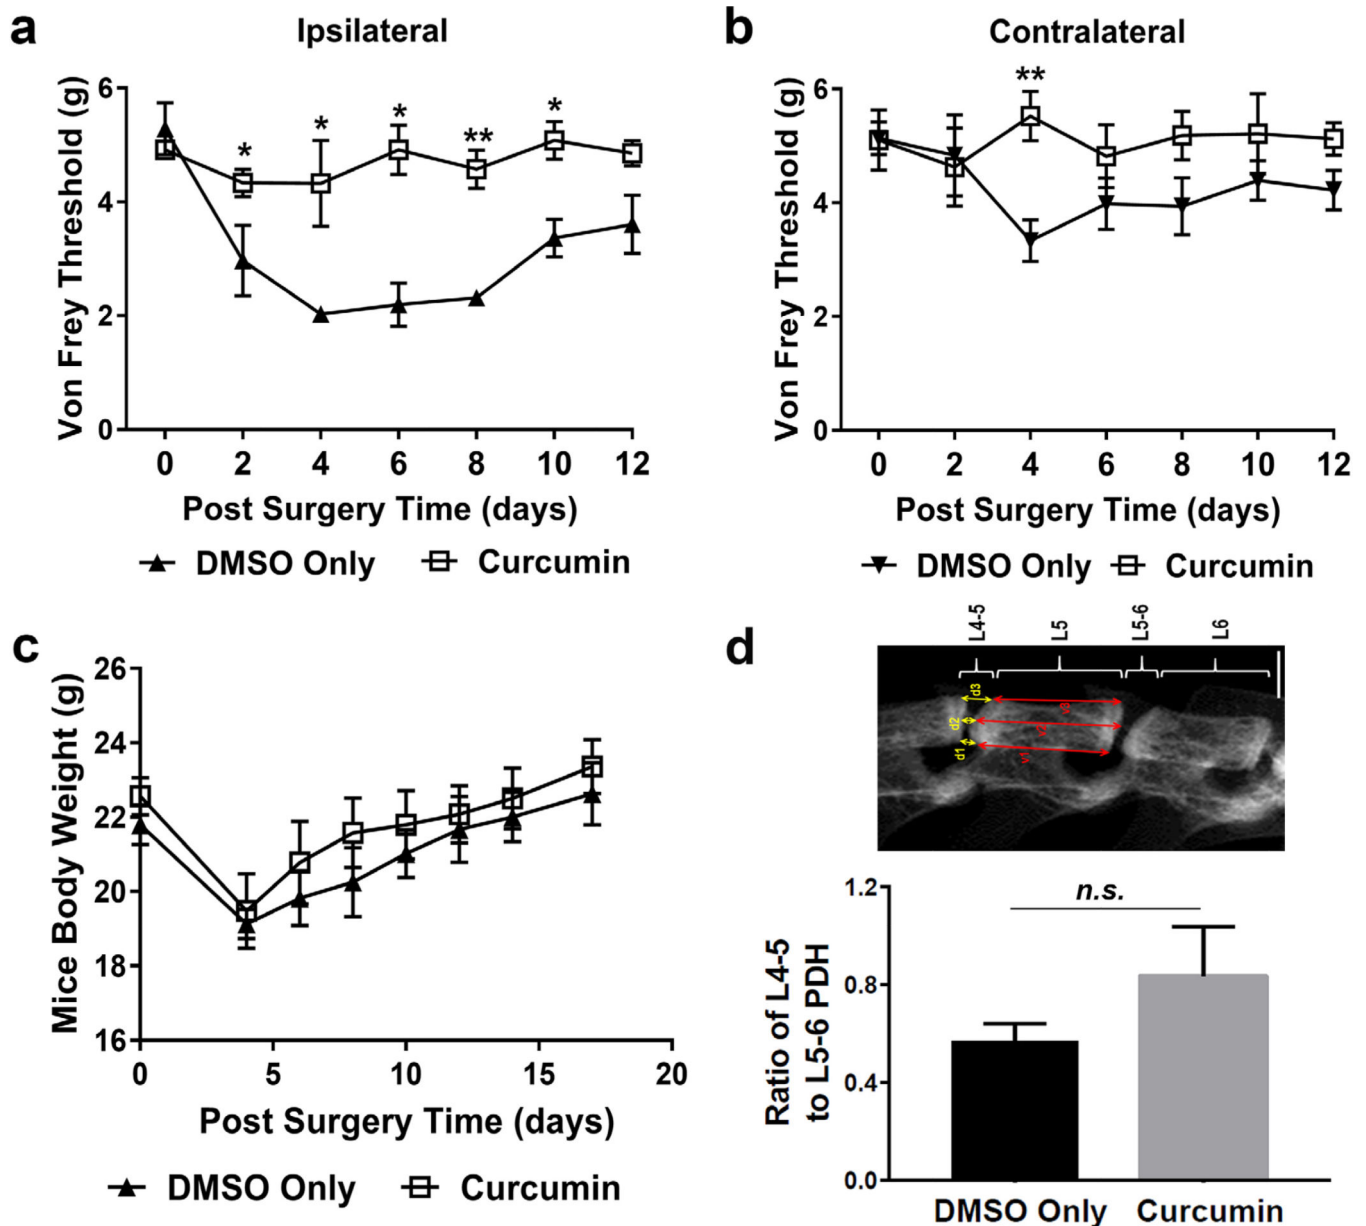 a
Ipsilateral
Von Frey Threshold (g)
6
4
2
0
*
*
*
**
*
0 2 4 6 8 10 12
Post Surgery Time (days)
DMSO Only Curcumin
b
Contralateral
Von Frey Threshold (g)
6
4
2
0
**
0 2 4 6 8 10 12
Post Surgery Time (days)
DMSO Only Curcumin
c
Mice Body Weight (g)
26
24
22
20
18
16
0 5 10 15 20
Post Surgery Time (days)
DMSO Only Curcumin
d
L4-5 L5 L5-6 L6
d3
d2
d1
v3
v2
v1
Ratio of L4-5
to L5-6 PDH
1.2
0.8
0.4
0.0
n.s.
DMSO Only Curcumin